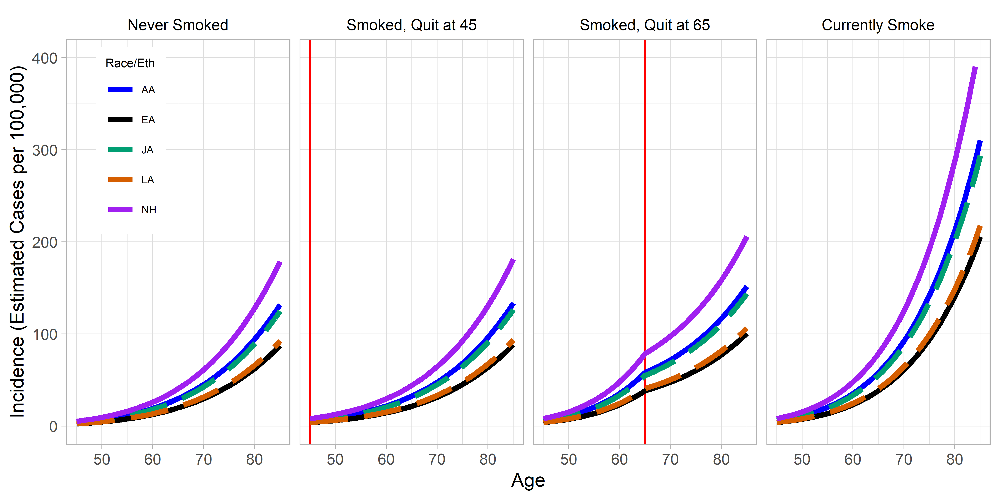 Never Smoked
Smoked, Quit at 45
Smoked, Quit at 65
Currently Smoke
Incidence (Estimated Cases per 100,000)
400
300
200
100
0
Race/Eth
AA
EA
JA
LA
NH
50 60 70 80
50 60 70 80
50 60 70 80
50 60 70 80
Age